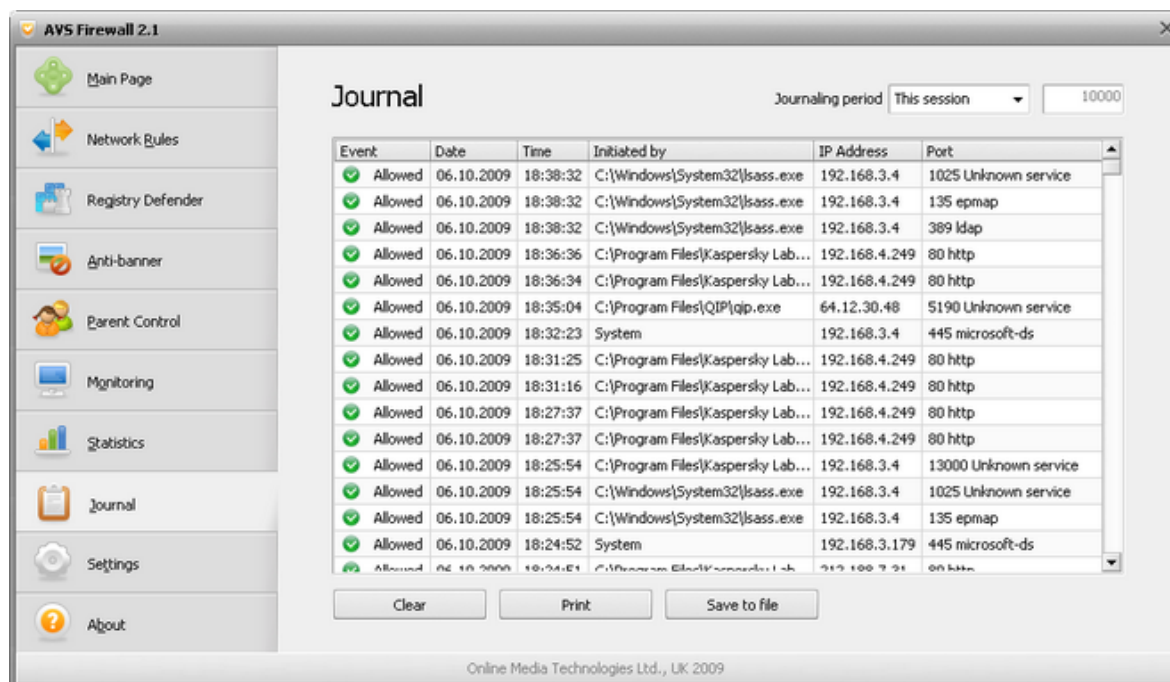 AVS Firewall 2.1
Main Page
Network Rules
Registry Defender
Anti-banner
Parent Control
Monitoring
Statistics
Journal
Settings
About
Journal
Journaling period This session 10000
Event Date Time Initiated by IP Address Port
Allowed 06.10.2009 18:38:32 C:\Windows\System32\lsass.exe 192.168.3.4 1025 Unknown service
Allowed 06.10.2009 18:38:32 C:\Windows\System32\lsass.exe 192.168.3.4 135 epmap
Allowed 06.10.2009 18:38:32 C:\Windows\System32\lsass.exe 192.168.3.4 389 ldap
Allowed 06.10.2009 18:36:36 C:\Program Files\Kaspersky Lab... 192.168.4.249 80 http
Allowed 06.10.2009 18:36:34 C:\Program Files\Kaspersky Lab... 192.168.4.249 80 http
Allowed 06.10.2009 18:35:04 C:\Program Files\QIP\qip.exe 64.12.30.48 5190 Unknown service
Allowed 06.10.2009 18:32:23 System 192.168.3.4 445 microsoft-ds
Allowed 06.10.2009 18:31:25 C:\Program Files\Kaspersky Lab... 192.168.4.249 80 http
Allowed 06.10.2009 18:31:16 C:\Program Files\Kaspersky Lab... 192.168.4.249 80 http
Allowed 06.10.2009 18:27:37 C:\Program Files\Kaspersky Lab... 192.168.4.249 80 http
Allowed 06.10.2009 18:27:37 C:\Program Files\Kaspersky Lab... 192.168.4.249 80 http
Allowed 06.10.2009 18:25:54 C:\Program Files\Kaspersky Lab... 192.168.3.4 13000 Unknown service
Allowed 06.10.2009 18:25:54 C:\Windows\System32\lsass.exe 192.168.3.4 1025 Unknown service
Allowed 06.10.2009 18:25:54 C:\Windows\System32\lsass.exe 192.168.3.4 135 epmap
Allowed 06.10.2009 18:24:52 System 192.168.3.179 445 microsoft-ds
Allowed 06.10.2009 18:24:51 C:\Program Files\Kaspersky Lab 80 http
Clear Print Save to file
Online Media Technologies Ltd., UK 2009